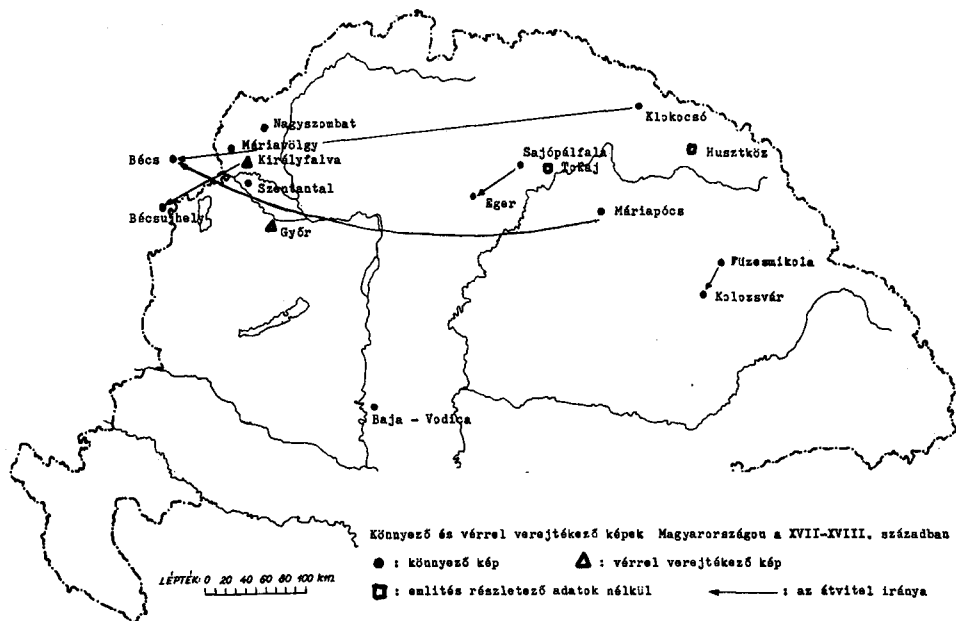 Nagyszombat
Klokocsó
Máriavölgy
Bécs
Királyfalva
Sajópálfala
Husztköz
Tokaj
Szentantal
Eger
Bécsujhely
Máriapócs
Győr
Füzesmikola
Kolozsvár
Baja - Vodica
Könnyező és vérrel verejtékező képek Magyarországon a XVII-XVIII. században
: könnyező kép
: vérrel verejtékező kép
LÉPTÉK: 0 20 40 60 80 100 km
: említés részletező adatok nélkül
: az átvitel iránya